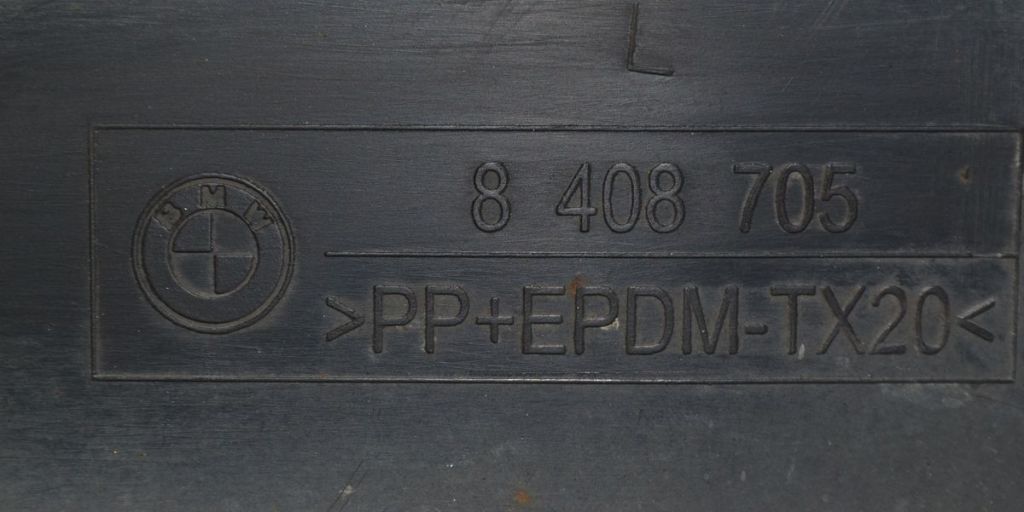 L
BMW
8 408 705
>PP+EPDM-TX20<